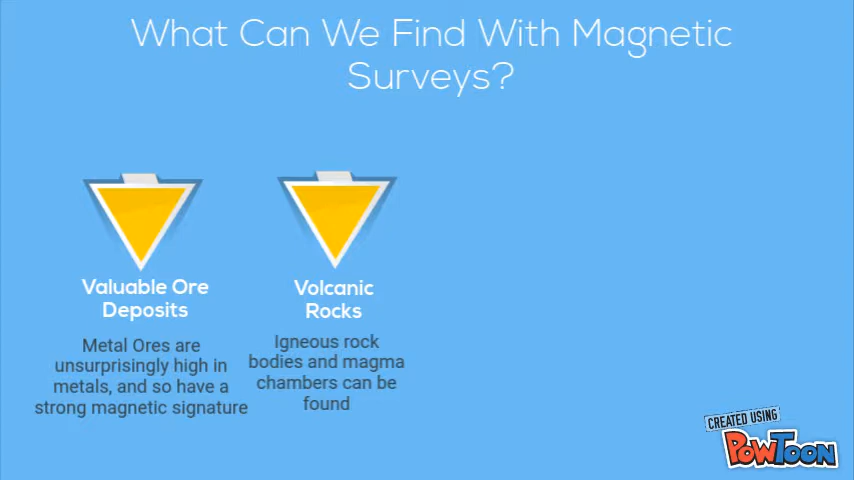 What Can We Find With Magnetic
Surveys?
Valuable Ore
Deposits
Metal Ores are
unsurprisingly high in
metals, and so have a
strong magnetic signature
Volcanic
Rocks
Igneous rock
bodies and magma
chambers can be
found
CREATED USING
POWTOON